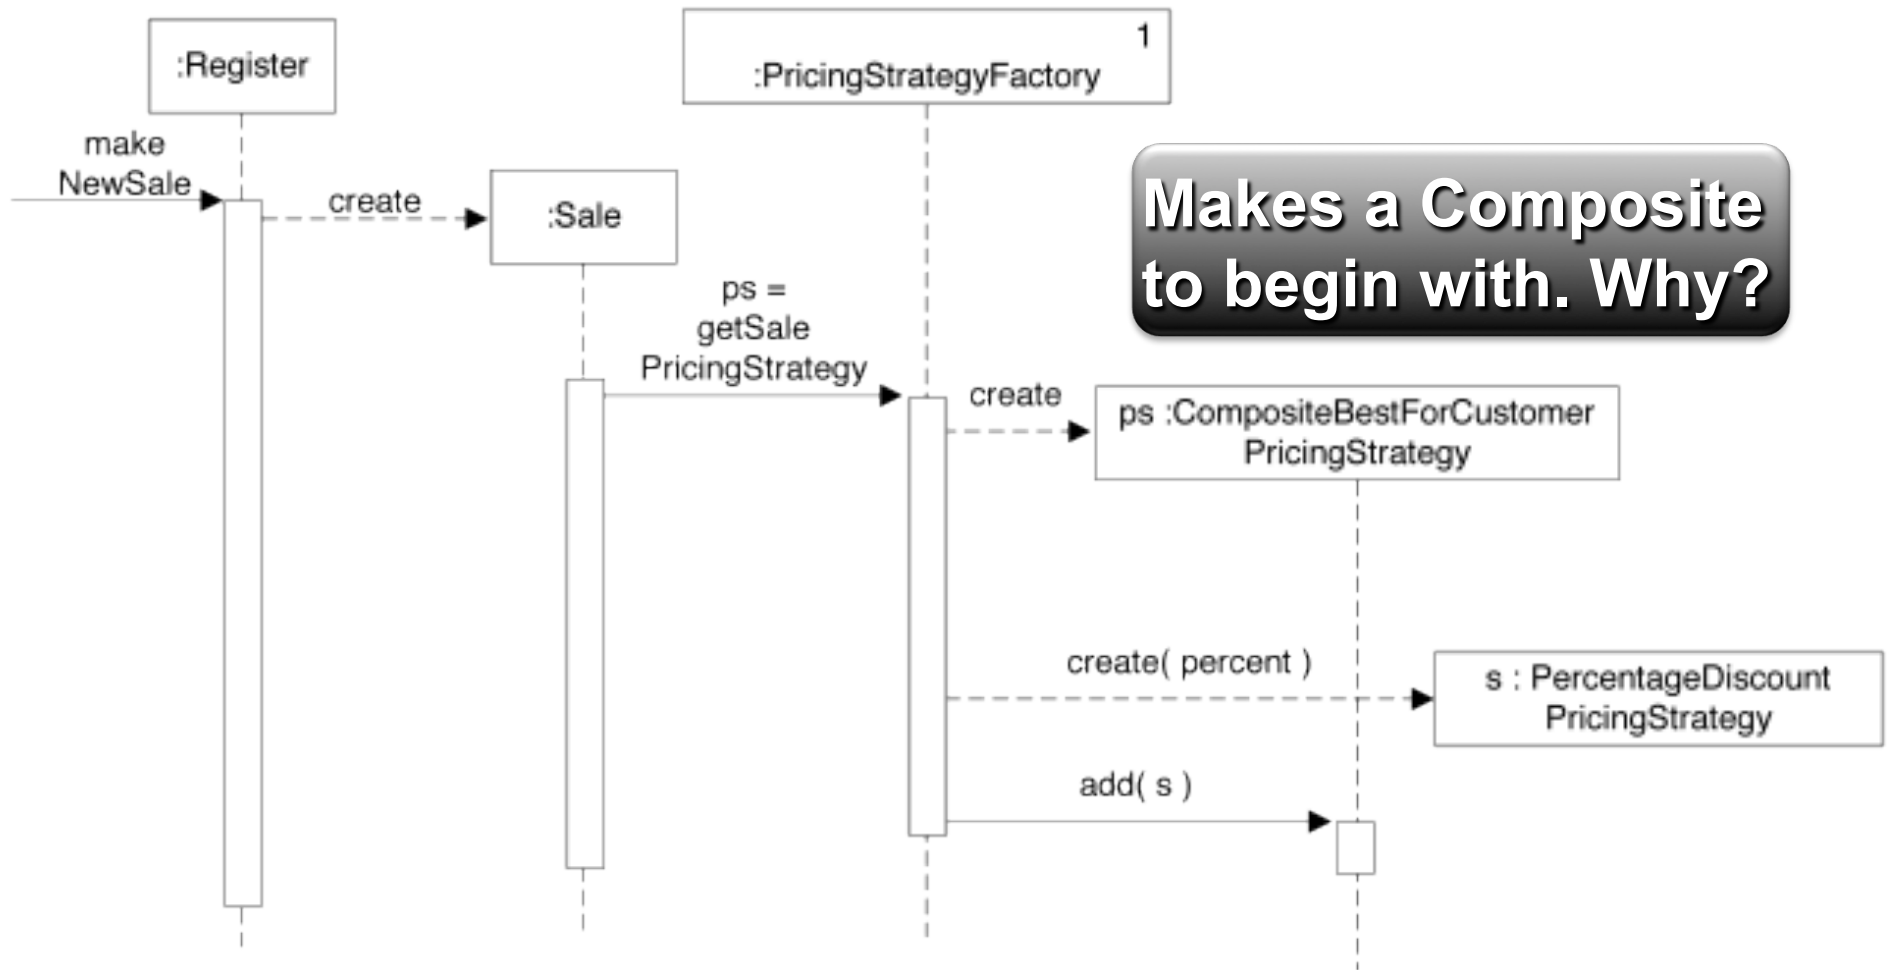 :Register
1
:PricingStrategyFactory
make
NewSale
create
:Sale
Makes a Composite
to begin with. Why?
ps =
getSale
PricingStrategy
create
ps :CompositeBestForCustomer
PricingStrategy
create( percent )
s : PercentageDiscount
PricingStrategy
add( s )